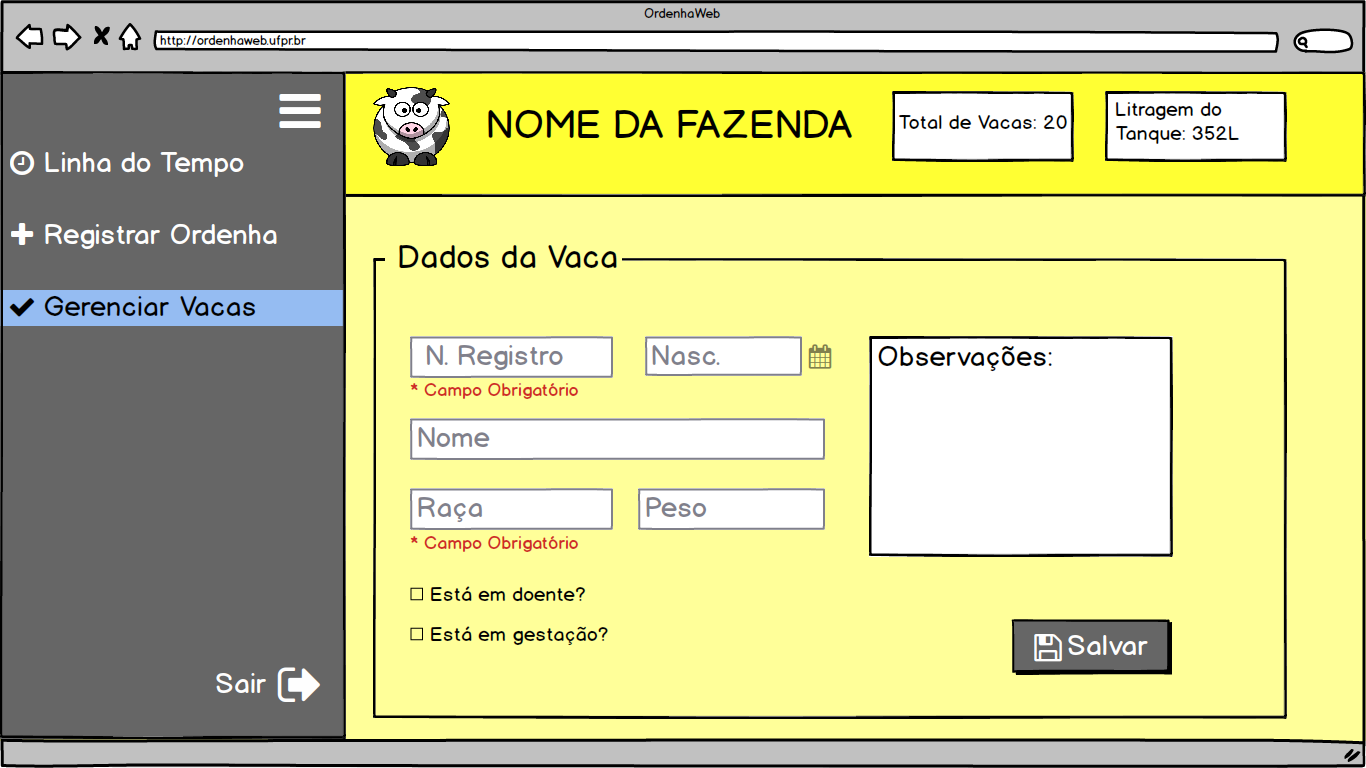 OrdenhaWeb
http://ordenhaweb.ufpr.br
NOME DA FAZENDA
Total de Vacas: 20
Litragem do
Tanque: 352L
Linha do Tempo
Registrar Ordenha
Gerenciar Vacas
Sair
Dados da Vaca
N. Registro
Nasc.
* Campo Obrigatório
Nome
Raça
Peso
* Campo Obrigatório
Está em doente?
Está em gestação?
Observações:
Salvar